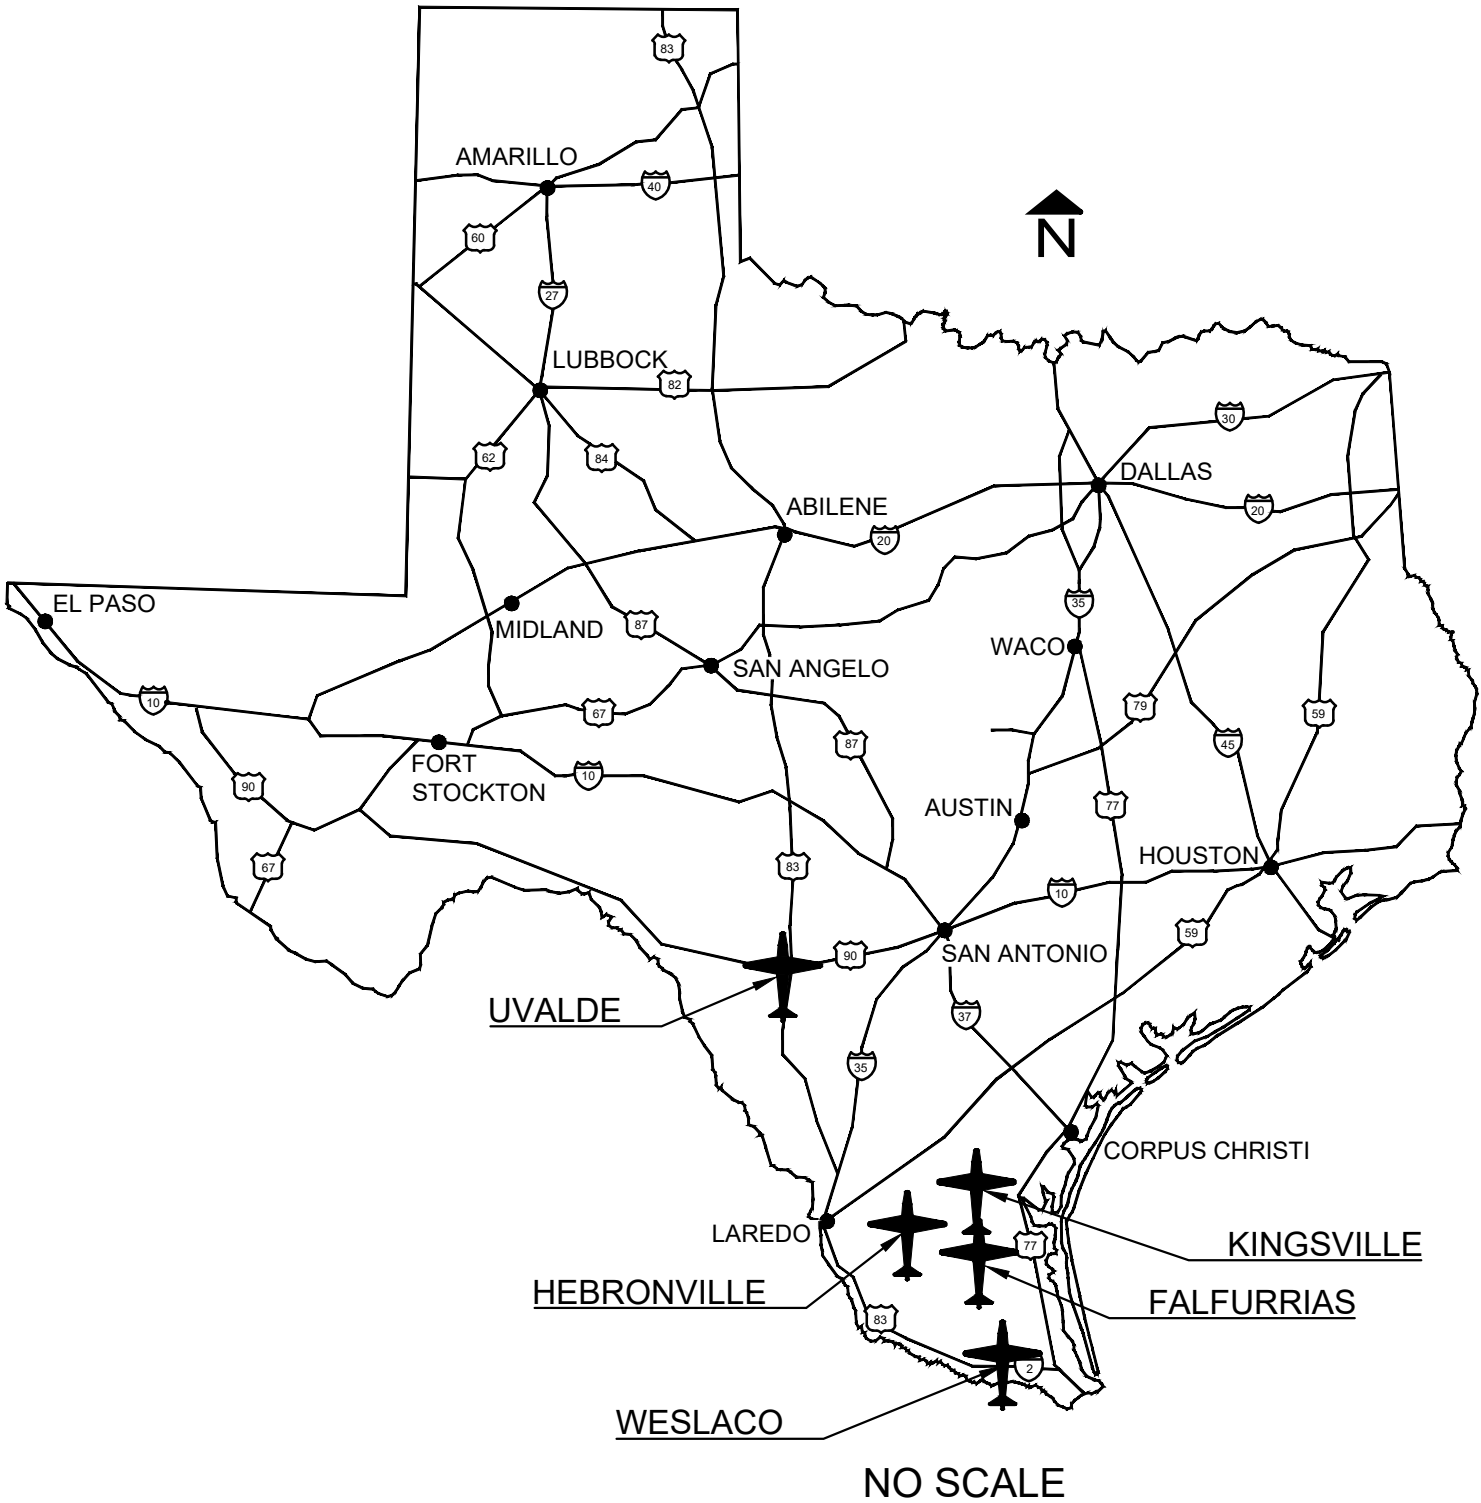 83
AMARILLO
40
60
N
27
LUBBOCK
82
30
62
84
DALLAS
ABILENE
20
20
EL PASO
MIDLAND
87
35
WACO
SAN ANGELO
10
67
79
59
87
45
FORT
STOCKTON
10
90
AUSTIN
77
HOUSTON
67
83
10
59
90
SAN ANTONIO
UVALDE
37
35
CORPUS CHRISTI
LAREDO
77
KINGSVILLE
HEBRONVILLE
FALFURRIAS
83
2
WESLACO
NO SCALE